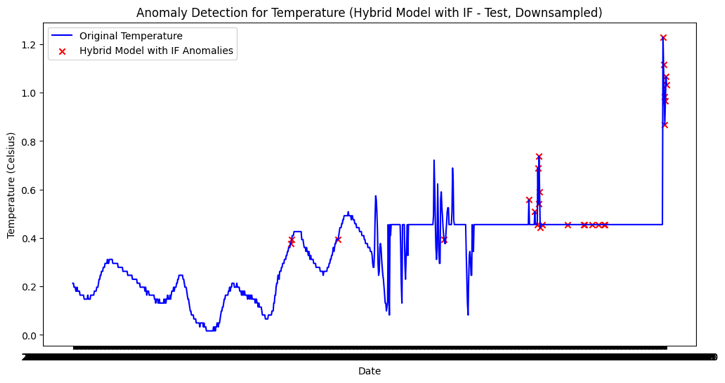 Anomaly Detection for Temperature (Hybrid Model with IF - Test, Downsampled)
Original Temperature
Hybrid Model with IF Anomalies
1.2
1.0
0.8
0.6
0.4
0.2
0.0
Temperature (Celsius)
Date